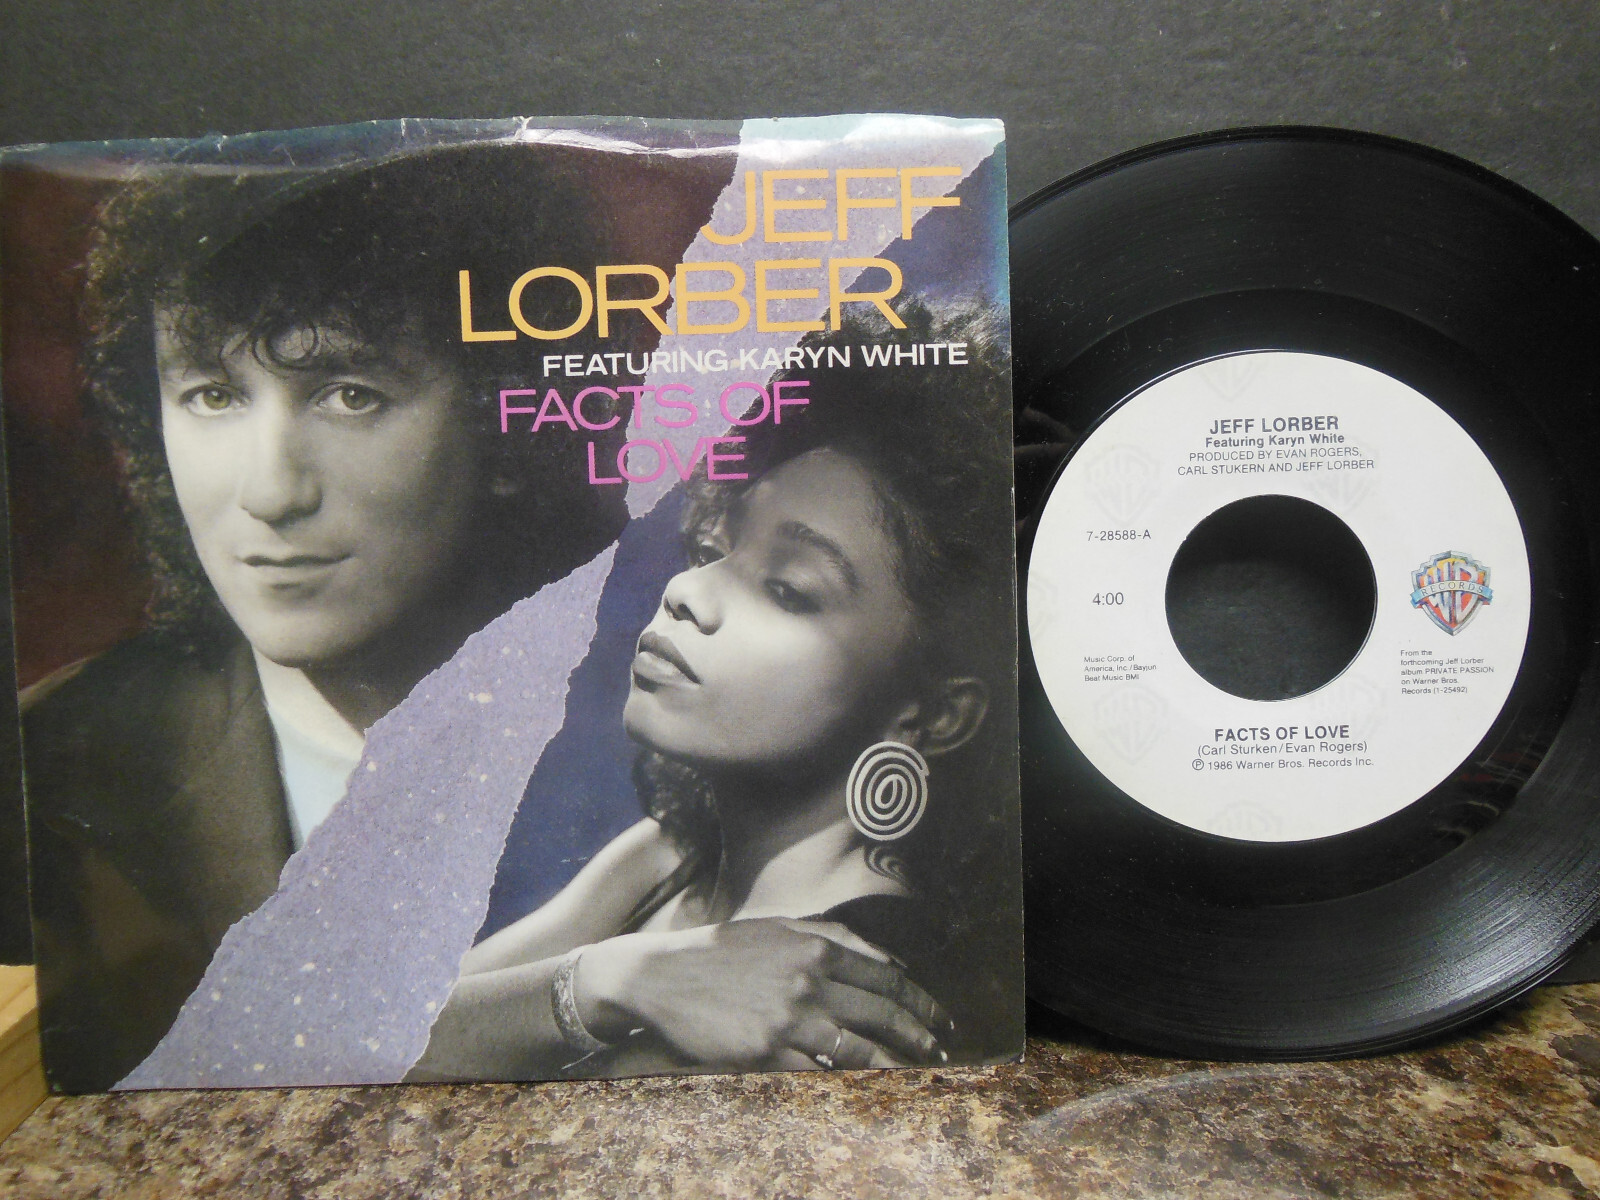 JEFF
LORBER
FEATURING KARYN WHITE
FACTS OF
LOVE
JEFF LORBER
Featuring Karyn White
PRODUCED BY EVAN ROGERS,
CARL STUKERN AND JEFF LORBER
7-28588-A
4:00
Music Corp. of
America, Inc./Bayjun
Beat Music BMI
WB
RECORDS
From the
forthcoming Jeff Lorber
album PRIVATE PASSION
on Warner Bros.
Records (1-25492)
FACTS OF LOVE
(Carl Sturken/Evan Rogers)
℗ 1986 Warner Bros. Records Inc.